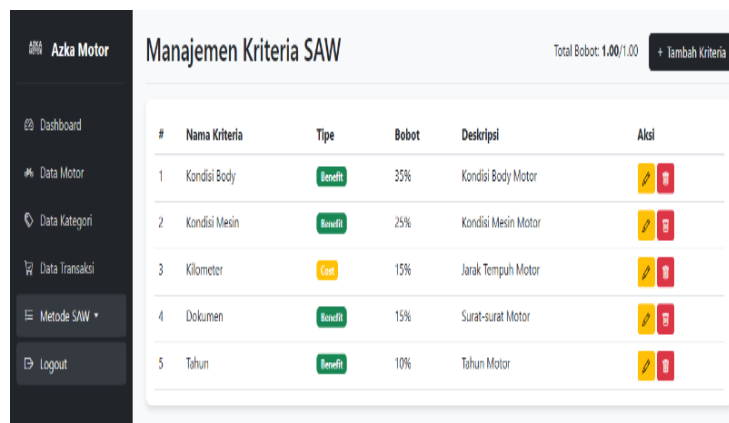 AZKA MOTOR Azka Motor
Manajemen Kriteria SAW
Total Bobot: 1.00/1.00
+ Tambah Kriteria
Dashboard
Data Motor
Data Kategori
Data Transaksi
Metode SAW
Logout
# Nama Kriteria Tipe Bobot Deskripsi Aksi
1 Kondisi Body Benefit 35% Kondisi Body Motor
2 Kondisi Mesin Benefit 25% Kondisi Mesin Motor
3 Kilometer Cost 15% Jarak Tempuh Motor
4 Dokumen Benefit 15% Surat-surat Motor
5 Tahun Benefit 10% Tahun Motor